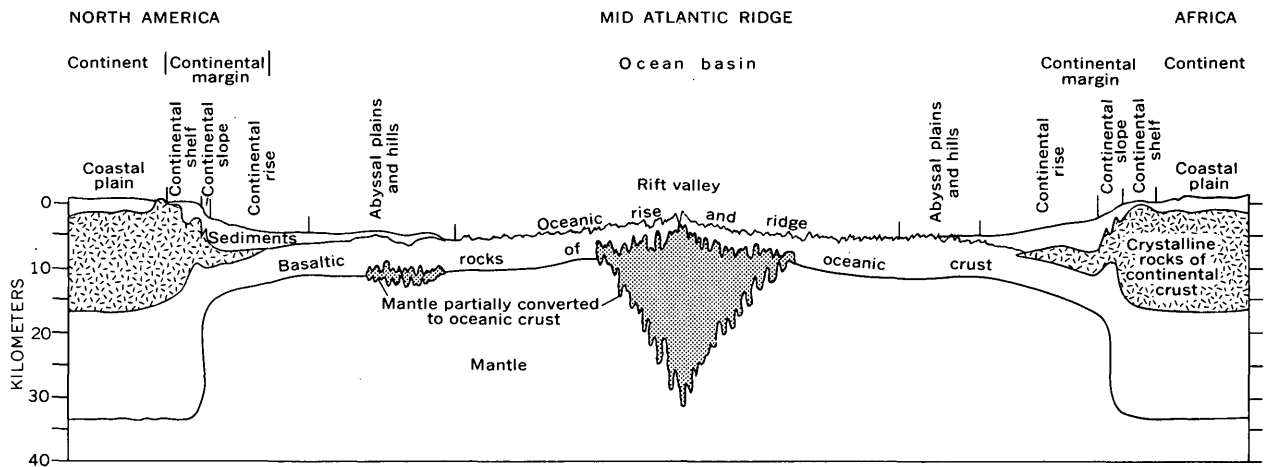 NORTH AMERICA
MID ATLANTIC RIDGE
AFRICA
Continent
Continental
margin
Ocean basin
Continental
margin
Continent
Coastal
plain
Continental
shelf
Continental
slope
Continental
rise
Abyssal plains
and hills
Rift valley
Abyssal plains
and hills
Continental
rise
Continental
slope
Continental
shelf
Coastal
plain
Oceanic rise and ridge
Sediments
Basaltic rocks of oceanic crust
Crystalline
rocks of
continental
crust
Mantle partially converted
to oceanic crust
Mantle
KILOMETERS
0
10
20
30
40